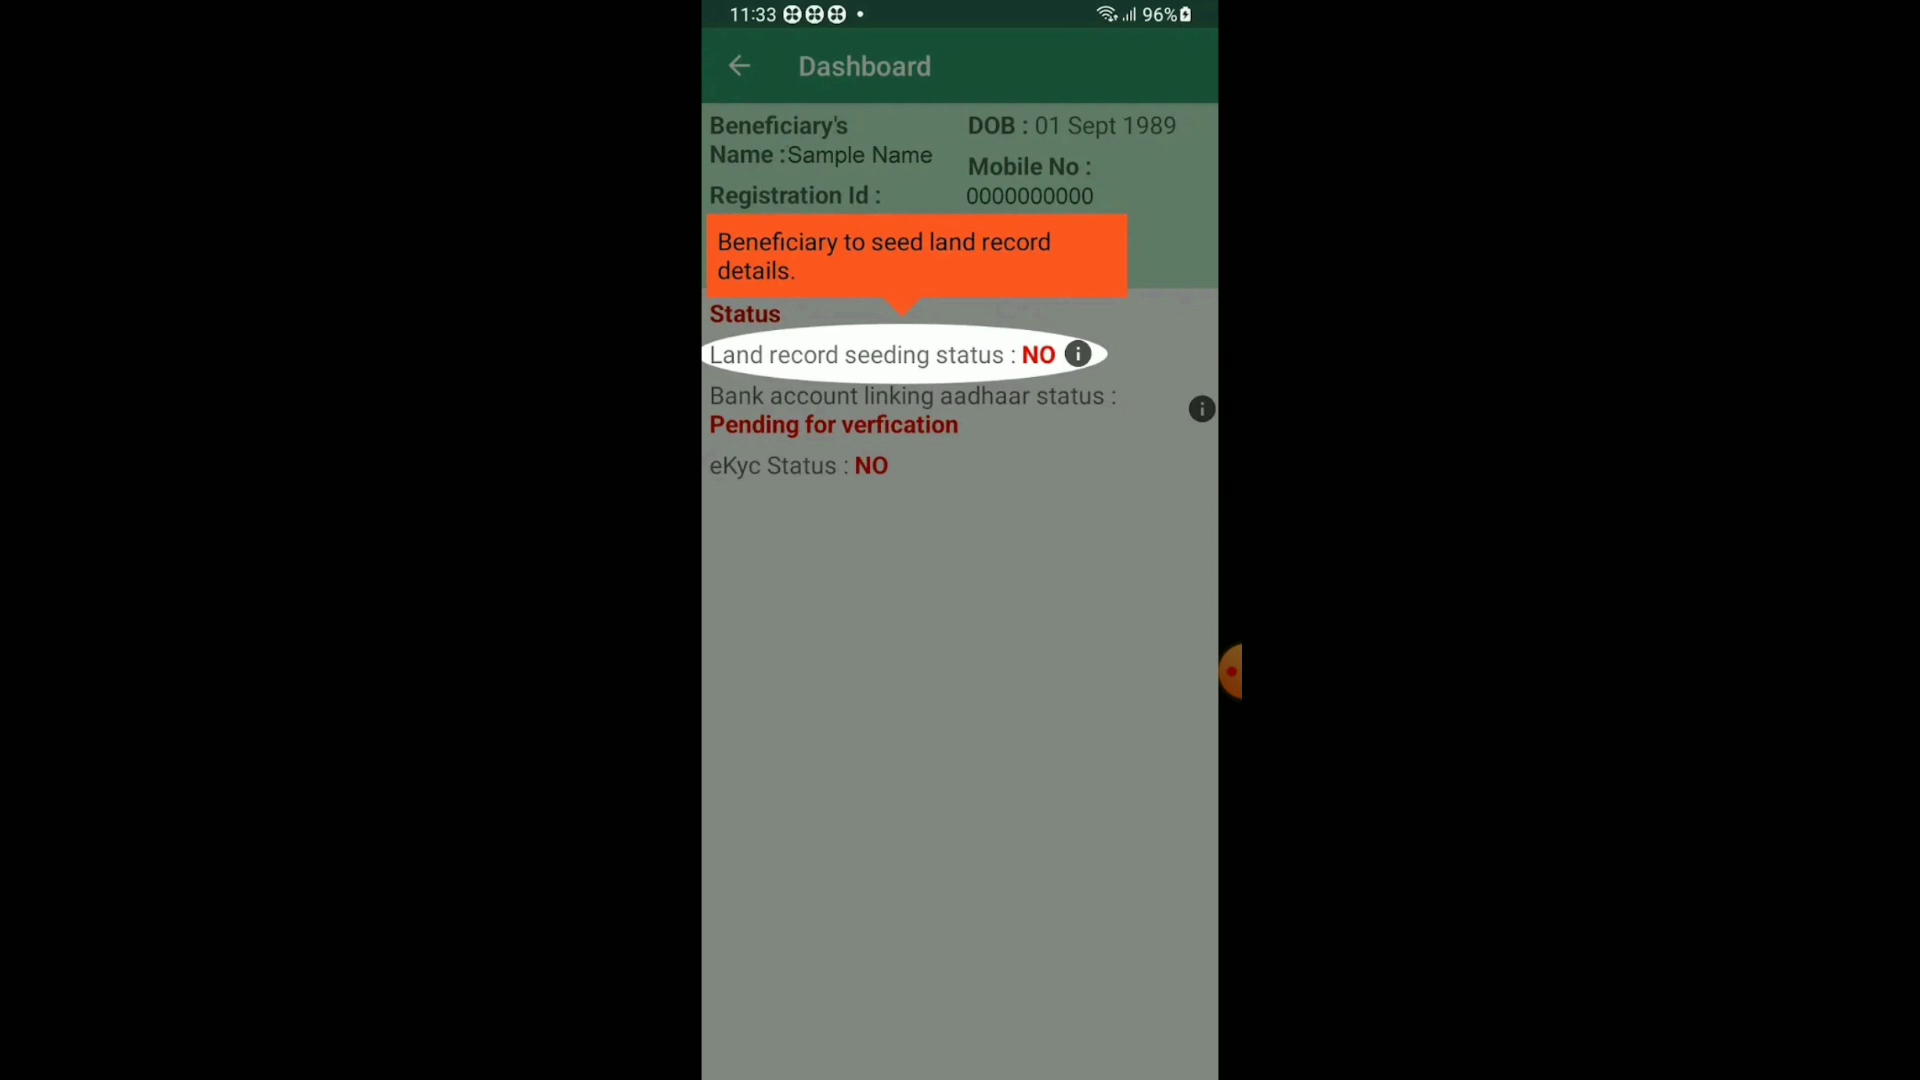 11:33 96%
Dashboard
Beneficiary's
Name :Sample Name
DOB : 01 Sept 1989
Mobile No :
0000000000
Registration Id :
Beneficiary to seed land record
details.
Status
Land record seeding status : NO
Bank account linking aadhaar status :
Pending for verfication
eKyc Status : NO